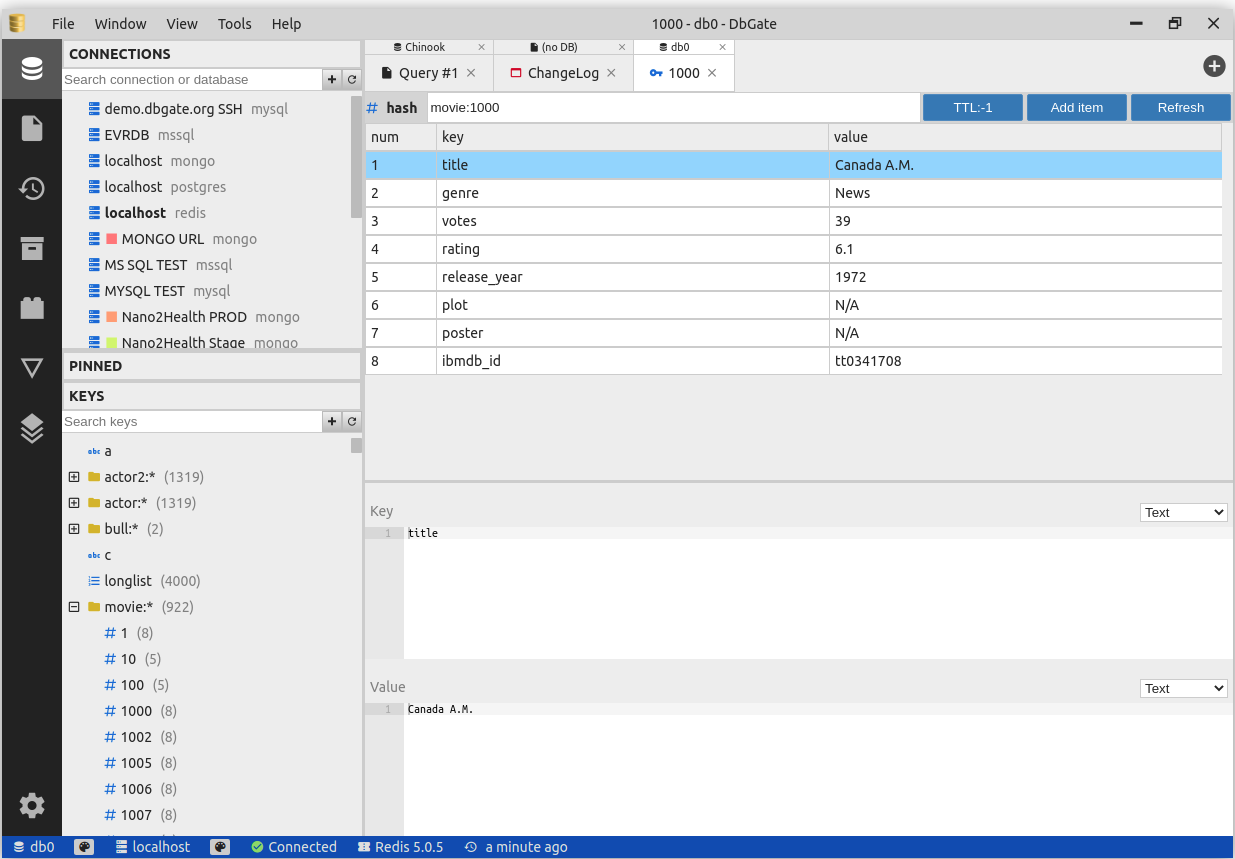 File Window View Tools Help
1000 - db0 - DbGate
CONNECTIONS
Search connection or database
demo.dbgate.org SSH mysql
EVRDB mssql
localhost mongo
localhost postgres
localhost redis
MONGO URL mongo
MS SQL TEST mssql
MYSQL TEST mysql
Nano2Health PROD mongo
Nano2Health Stage mongo
PINNED
KEYS
Search keys
abc a
actor2:* (1319)
actor:* (1319)
bull:* (2)
abc c
longlist (4000)
movie:* (922)
# 1 (8)
# 10 (5)
# 100 (5)
# 1000 (8)
# 1002 (8)
# 1005 (8)
# 1006 (8)
# 1007 (8)
Chinook (no DB) db0
Query #1 ChangeLog 1000
# hash movie:1000 TTL:-1 Add item Refresh
num key value
1 title Canada A.M.
2 genre News
3 votes 39
4 rating 6.1
5 release_year 1972
6 plot N/A
7 poster N/A
8 ibmdb_id tt0341708
Key Text
1 title
Value Text
1 Canada A.M.
db0 localhost Connected Redis 5.0.5 a minute ago